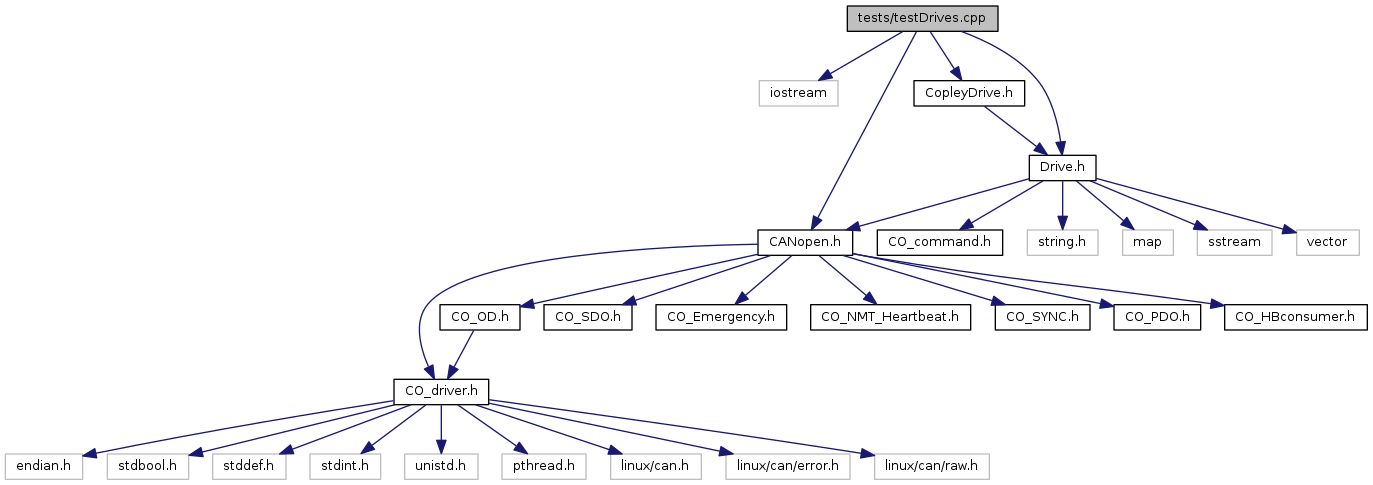 tests/testDrives.cpp
iostream
CopleyDrive.h
Drive.h
CANopen.h
CO_command.h
string.h
map
sstream
vector
CO_OD.h
CO_SDO.h
CO_Emergency.h
CO_NMT_Heartbeat.h
CO_SYNC.h
CO_PDO.h
CO_HBconsumer.h
CO_driver.h
endian.h
stdbool.h
stddef.h
stdint.h
unistd.h
pthread.h
linux/can.h
linux/can/error.h
linux/can/raw.h